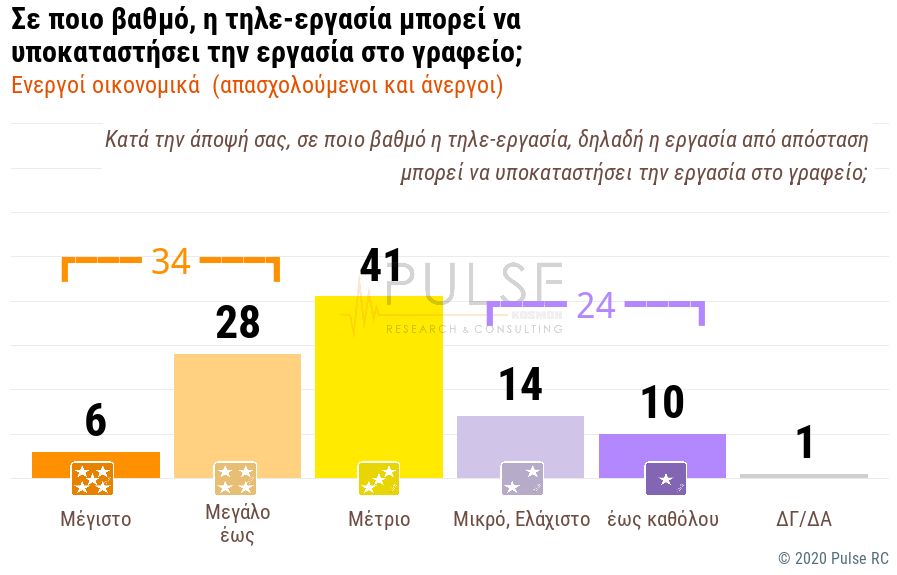 Σε ποιο βαθμό, η τηλε-εργασία μπορεί να
υποκαταστήσει την εργασία στο γραφείο;
Ενεργοί οικονομικά (απασχολούμενοι και άνεργοι)
Κατά την άποψή σας, σε ποιο βαθμό η τηλε-εργασία, δηλαδή η εργασία από απόσταση
μπορεί να υποκαταστήσει την εργασία στο γραφείο;
34
41
PULSE
24
28
KOSMON
RESEARCH & CONSULTING
14
10
6
1
Μέγιστο
Μεγάλο
έως
Μέτριο
Μικρό, Ελάχιστο
έως καθόλου
ΔΓ/ΔΑ
© 2020 Pulse RC